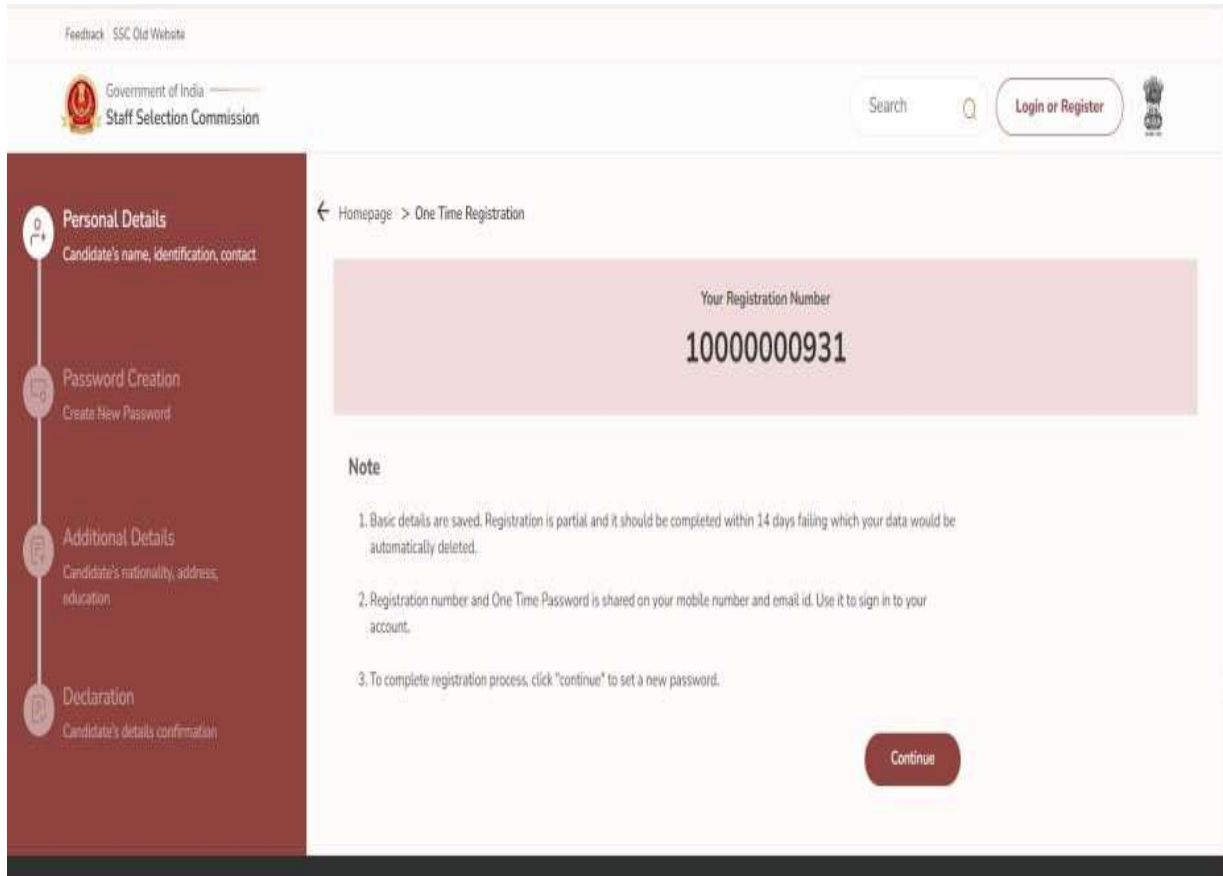 Feedback SSC Old Website
Government of India
Staff Selection Commission
Search
Login or Register
Personal Details
Candidate's name, identification, contact
Password Creation
Create New Password
Additional Details
Candidate's nationality, address,
education
Declaration
Candidate's details confirmation
← Homepage > One Time Registration
Your Registration Number
10000000931
Note
1. Basic details are saved. Registration is partial and it should be completed within 14 days failing which your data would be
automatically deleted.
2. Registration number and One Time Password is shared on your mobile number and email id. Use it to sign in to your
account.
3. To complete registration process, click "continue" to set a new password.
Continue